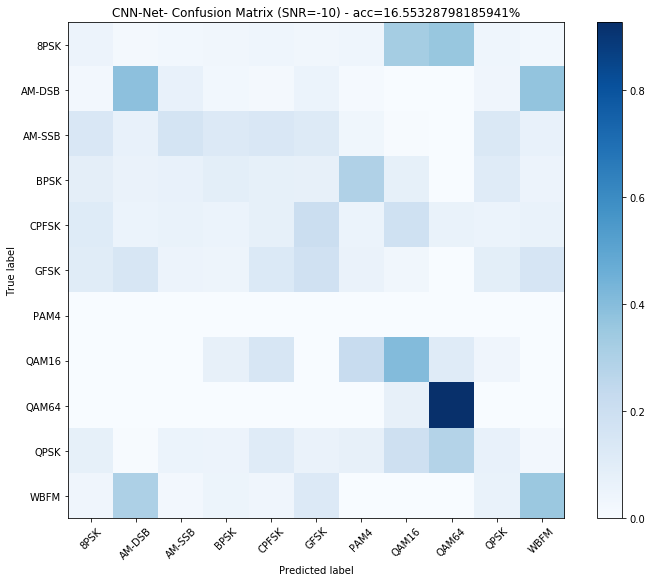 CNN-Net- Confusion Matrix (SNR=-10) - acc=16.55328798185941%
True label
8PSK
AM-DSB
AM-SSB
BPSK
CPFSK
GFSK
PAM4
QAM16
QAM64
QPSK
WBFM
8PSK AM-DSB AM-SSB BPSK CPFSK GFSK PAM4 QAM16 QAM64 QPSK WBFM
Predicted label
0.8
0.6
0.4
0.2
0.0